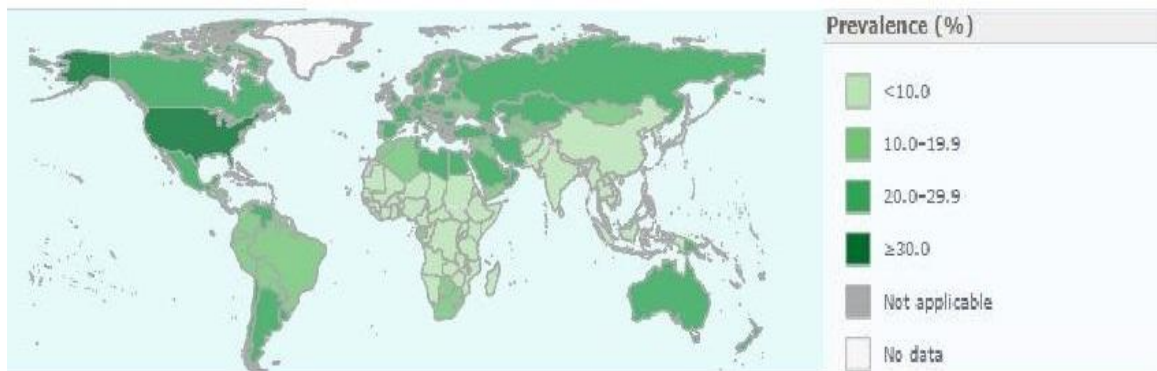 Prevalence (%)
<10.0
10.0-19.9
20.0-29.9
≥30.0
Not applicable
No data